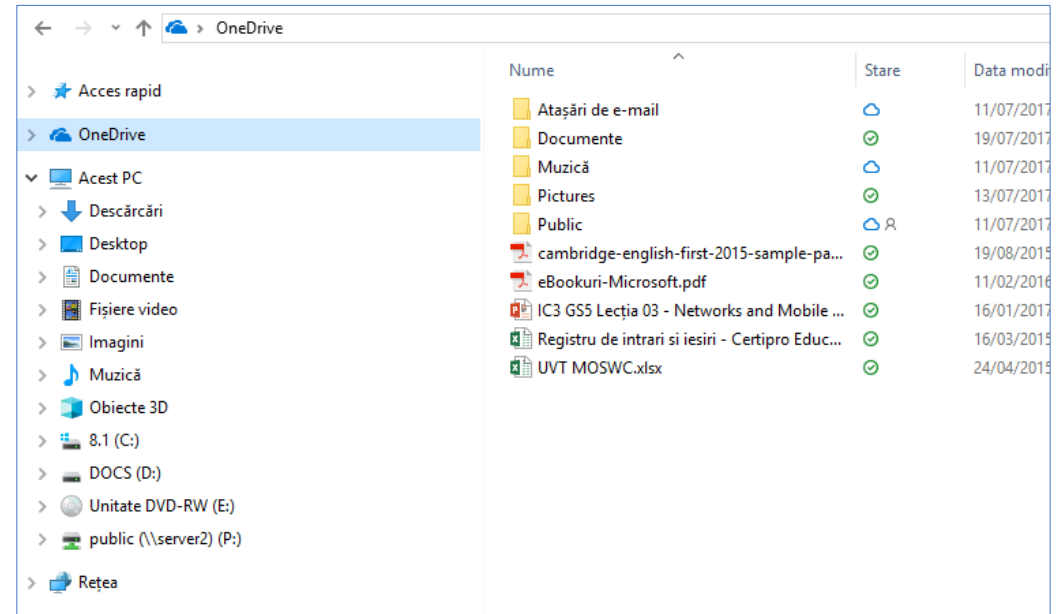 OneDrive
Acces rapid
OneDrive
Acest PC
Descărcări
Desktop
Documente
Fișiere video
Imagini
Muzică
Obiecte 3D
8.1 (C:)
DOCS (D:)
Unitate DVD-RW (E:)
public (\\server2) (P:)
Rețea
Nume Stare Data modi
Atașări de e-mail 11/07/2017
Documente 19/07/2017
Muzică 11/07/2017
Pictures 13/07/2017
Public 11/07/2017
cambridge-english-first-2015-sample-pa... 19/08/2015
eBookuri-Microsoft.pdf 11/02/2016
IC3 GS5 Lecția 03 - Networks and Mobile ... 16/01/2017
Registru de intrari si iesiri - Certipro Educ... 16/03/2015
UVT MOSWC.xlsx 24/04/2015